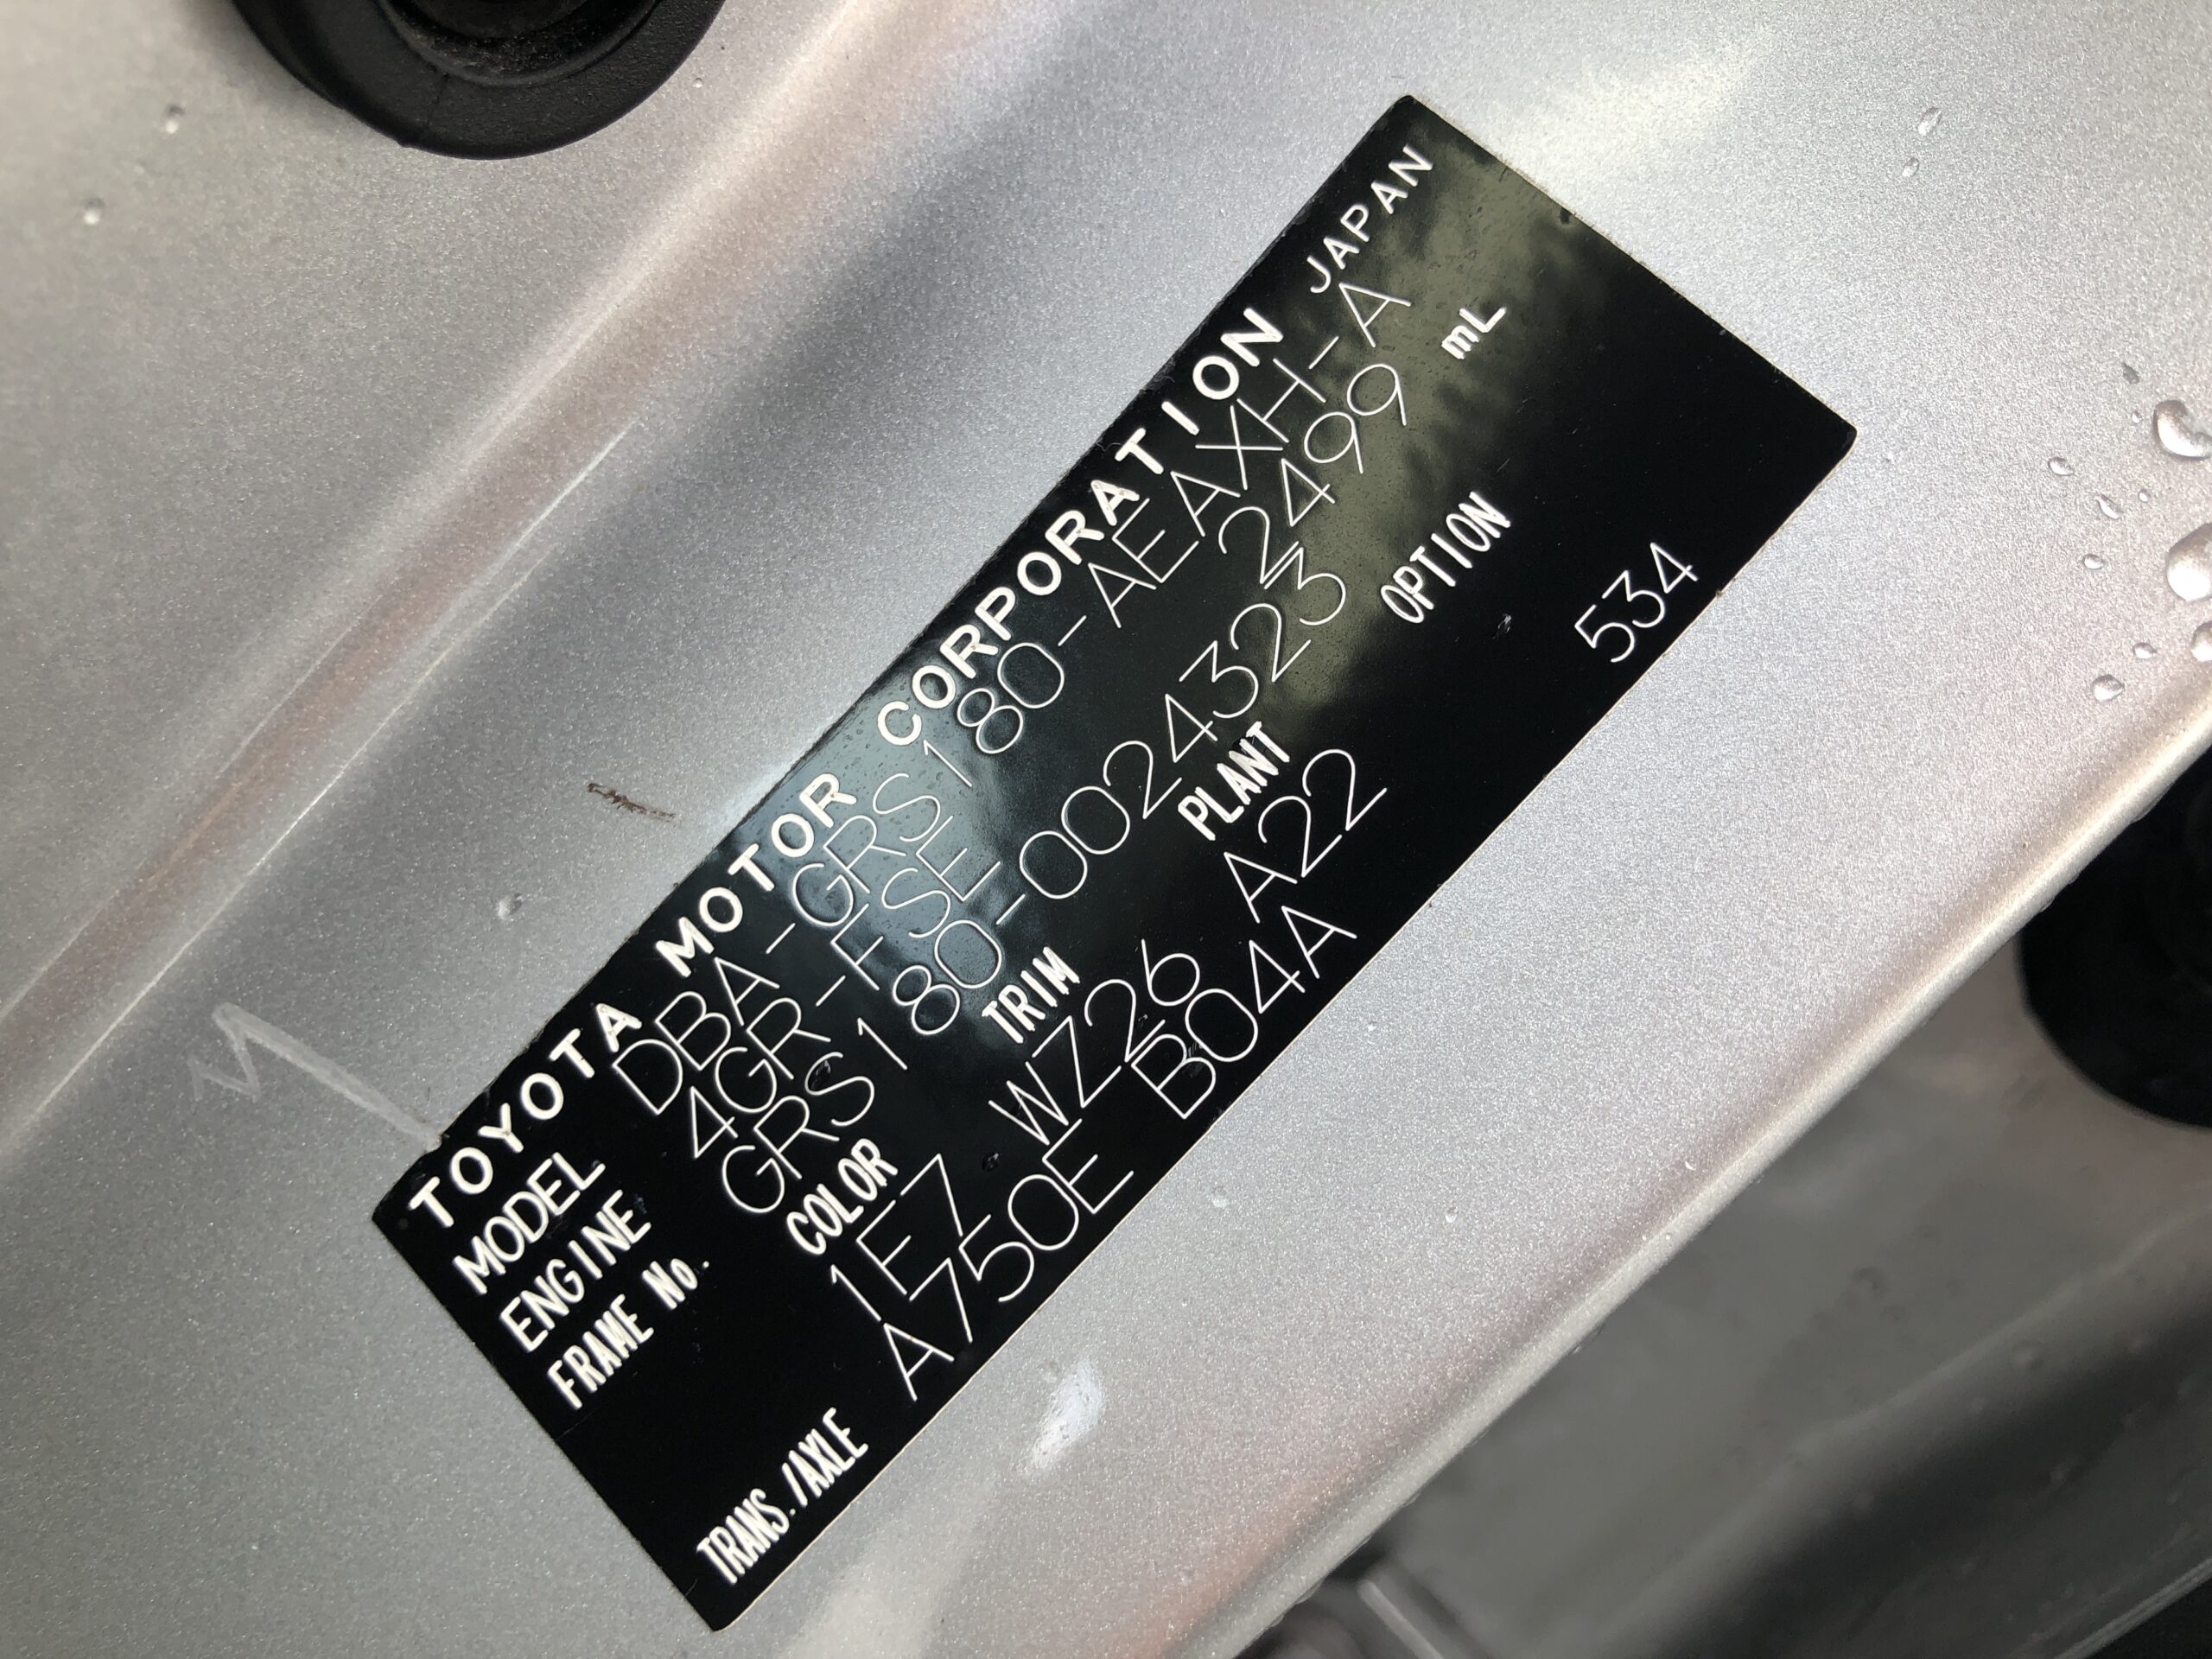 TOYOTA MOTOR CORPORATION JAPAN
MODEL DBA-GRS180-AEAXH-A
ENGINE 4GR-FSE 2499 mL
FRAME No. GRS180-0024323
COLOR TRIM PLANT OPTION
1E7 WZ26 A22 534
TRANS./AXLE A750E B04A